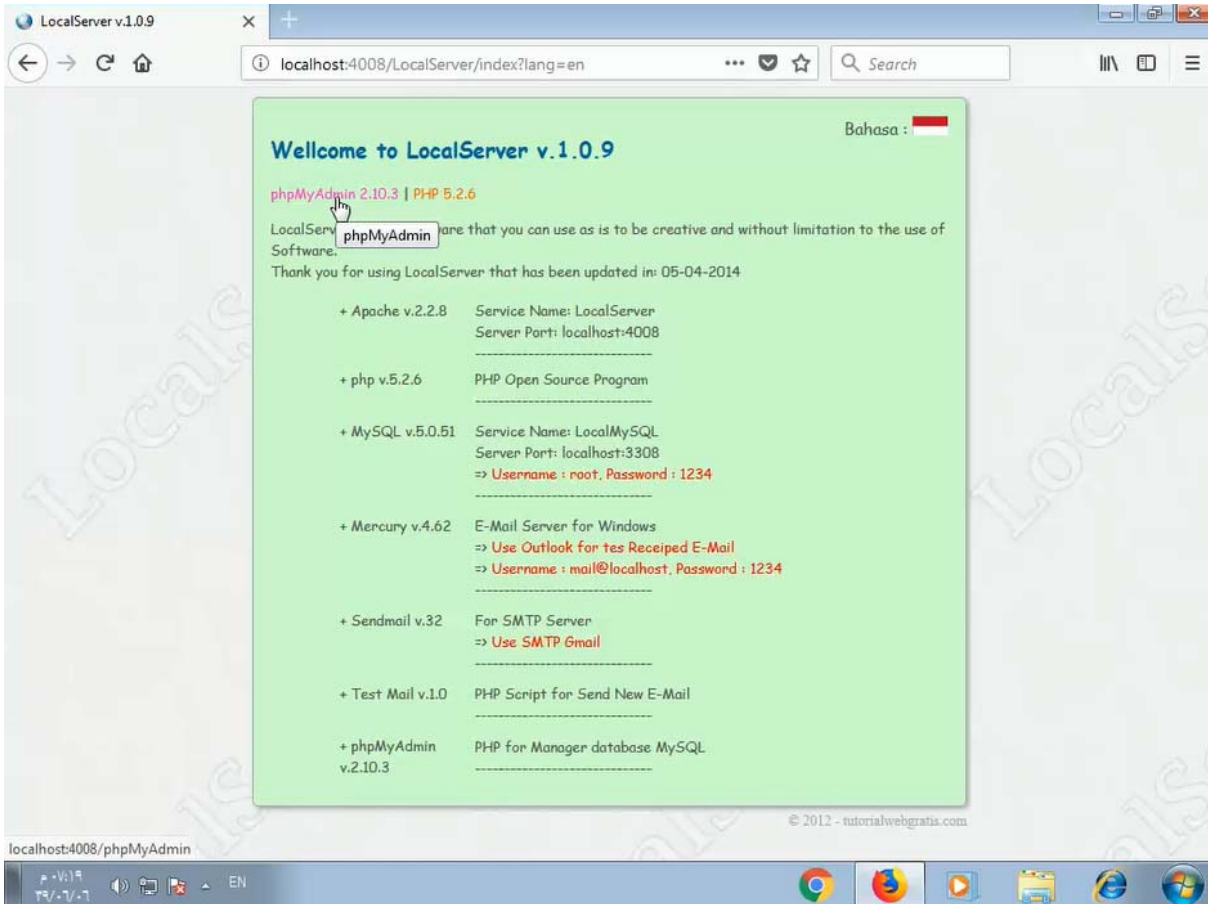 LocalServer v.1.0.9
localhost:4008/LocalServer/index?lang=en
Search
Bahasa :
Wellcome to LocalServer v.1.0.9
phpMyAdmin 2.10.3 | PHP 5.2.6
LocalServ
phpMyAdmin
are that you can use as is to be creative and without limitation to the use of
Software.
Thank you for using LocalServer that has been updated in: 05-04-2014
+ Apache v.2.2.8 Service Name: LocalServer
Server Port: localhost:4008
------------------------------
+ php v.5.2.6 PHP Open Source Program
------------------------------
+ MySQL v.5.0.51 Service Name: LocalMySQL
Server Port: localhost:3308
=> Username : root, Password : 1234
------------------------------
+ Mercury v.4.62 E-Mail Server for Windows
=> Use Outlook for tes Receiped E-Mail
=> Username : mail@localhost, Password : 1234
------------------------------
+ Sendmail v.32 For SMTP Server
=> Use SMTP Gmail
------------------------------
+ Test Mail v.1.0 PHP Script for Send New E-Mail
------------------------------
+ phpMyAdmin PHP for Manager database MySQL
v.2.10.3 ------------------------------
© 2012 - tutorialwebgratis.com
localhost:4008/phpMyAdmin
EN
٠٧:١٩ م